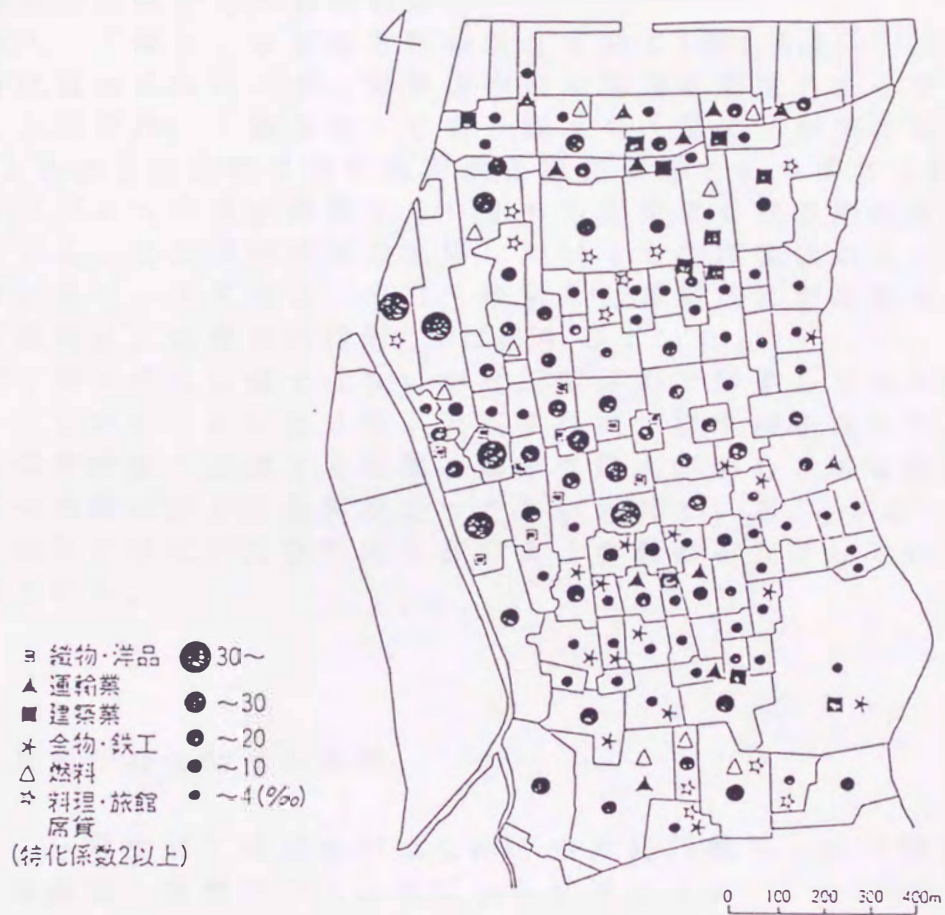 織物・洋品
運輸業
建築業
金物・鉄工
燃料
料理・旅館
席貸
(特化係数2以上)
30～
～30
～20
～10
～4(‰)
0 100 200 300 400m